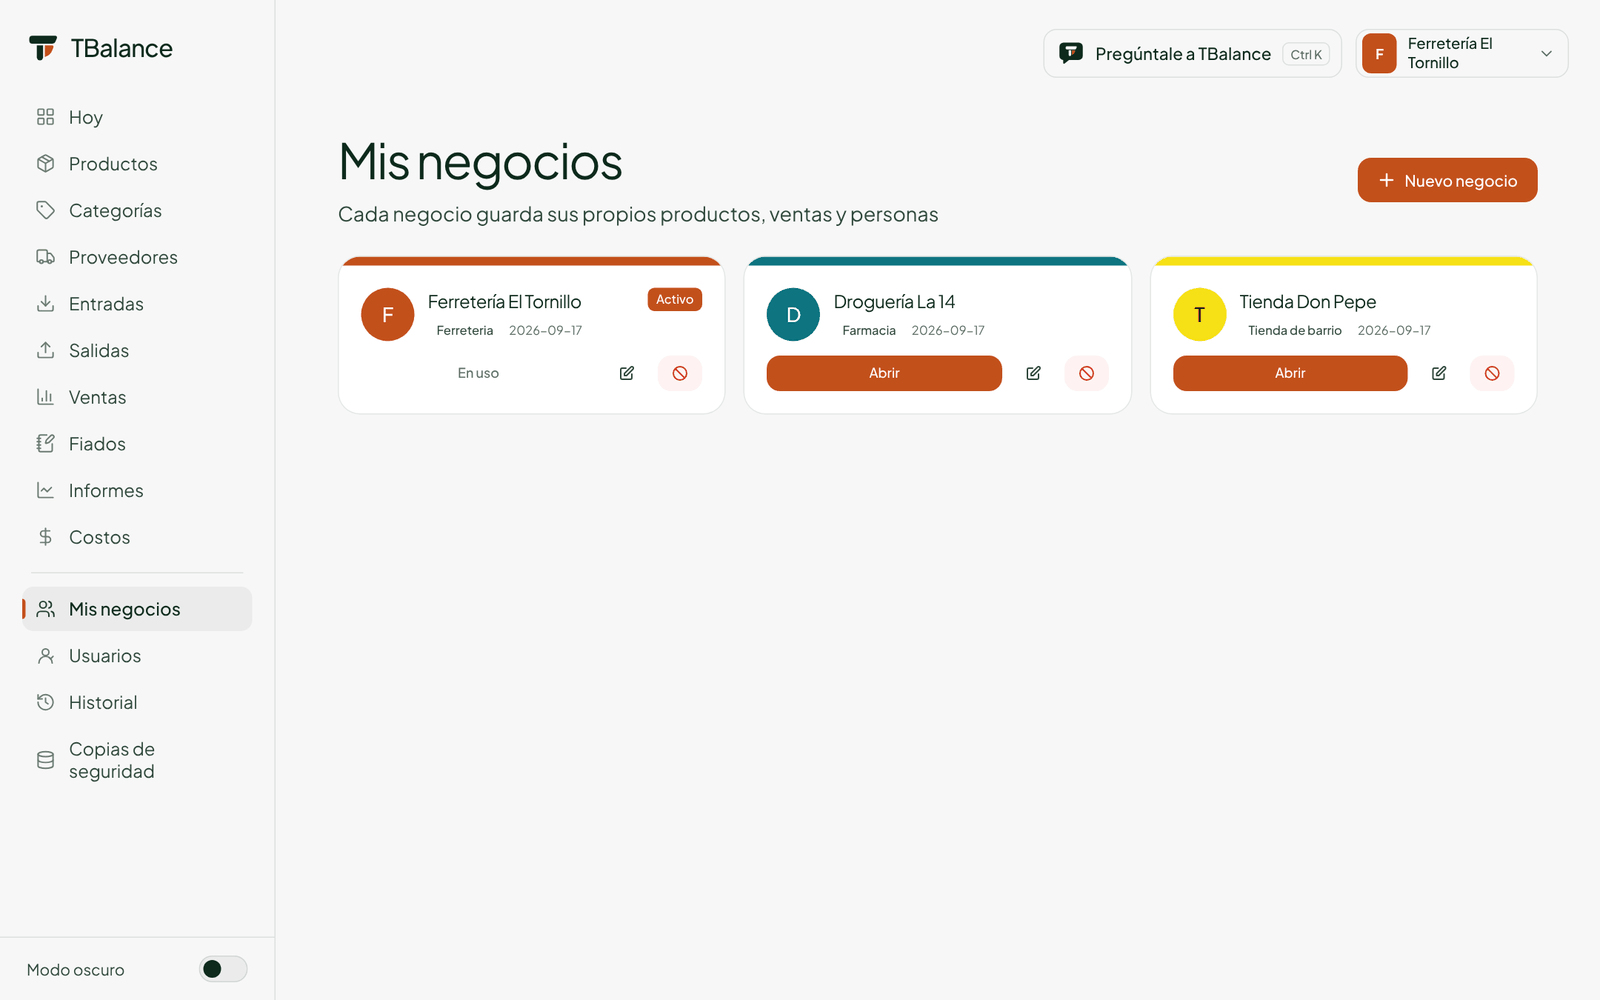 TBalance
Pregúntale a TBalance Ctrl K
F
Ferretería El
Tornillo
Hoy
Productos
Categorías
Proveedores
Entradas
Salidas
Ventas
Fiados
Informes
Costos
Mis negocios
Usuarios
Historial
Copias de
seguridad
Modo oscuro
Mis negocios
Cada negocio guarda sus propios productos, ventas y personas
+ Nuevo negocio
F
Ferretería El Tornillo
Activo
Ferreteria 2026-09-17
En uso
D
Droguería La 14
Farmacia 2026-09-17
Abrir
T
Tienda Don Pepe
Tienda de barrio 2026-09-17
Abrir